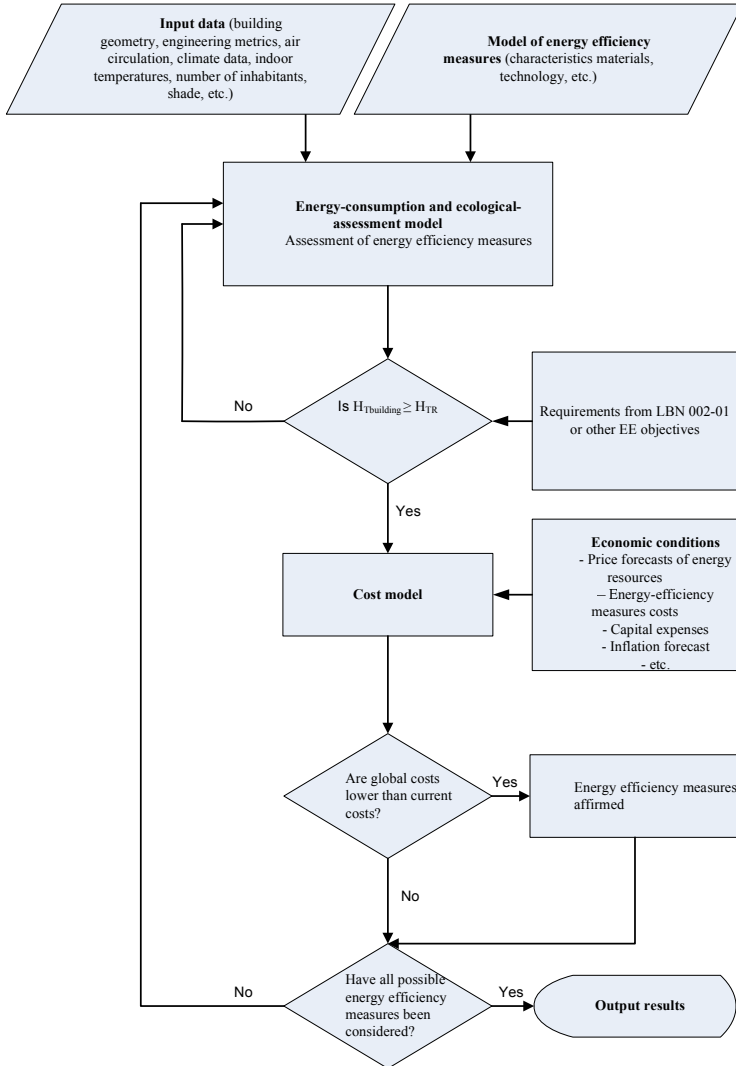 Input data (building
geometry, engineering metrics, air
circulation, climate data, indoor
temperatures, number of inhabitants,
shade, etc.)
Model of energy efficiency
measures (characteristics materials,
technology, etc.)
Energy-consumption and ecological-
assessment model
Assessment of energy efficiency measures
No
Is HTbuilding ≥ HTR
Requirements from LBN 002-01
or other EE objectives
Yes
Economic conditions
- Price forecasts of energy
resources
– Energy-efficiency
measures costs
- Capital expenses
- Inflation forecast
- etc.
Cost model
Are global costs
lower than current
costs?
Yes
Energy efficiency measures
affirmed
No
Have all possible
energy efficiency
measures been
considered?
No
Yes
Output results